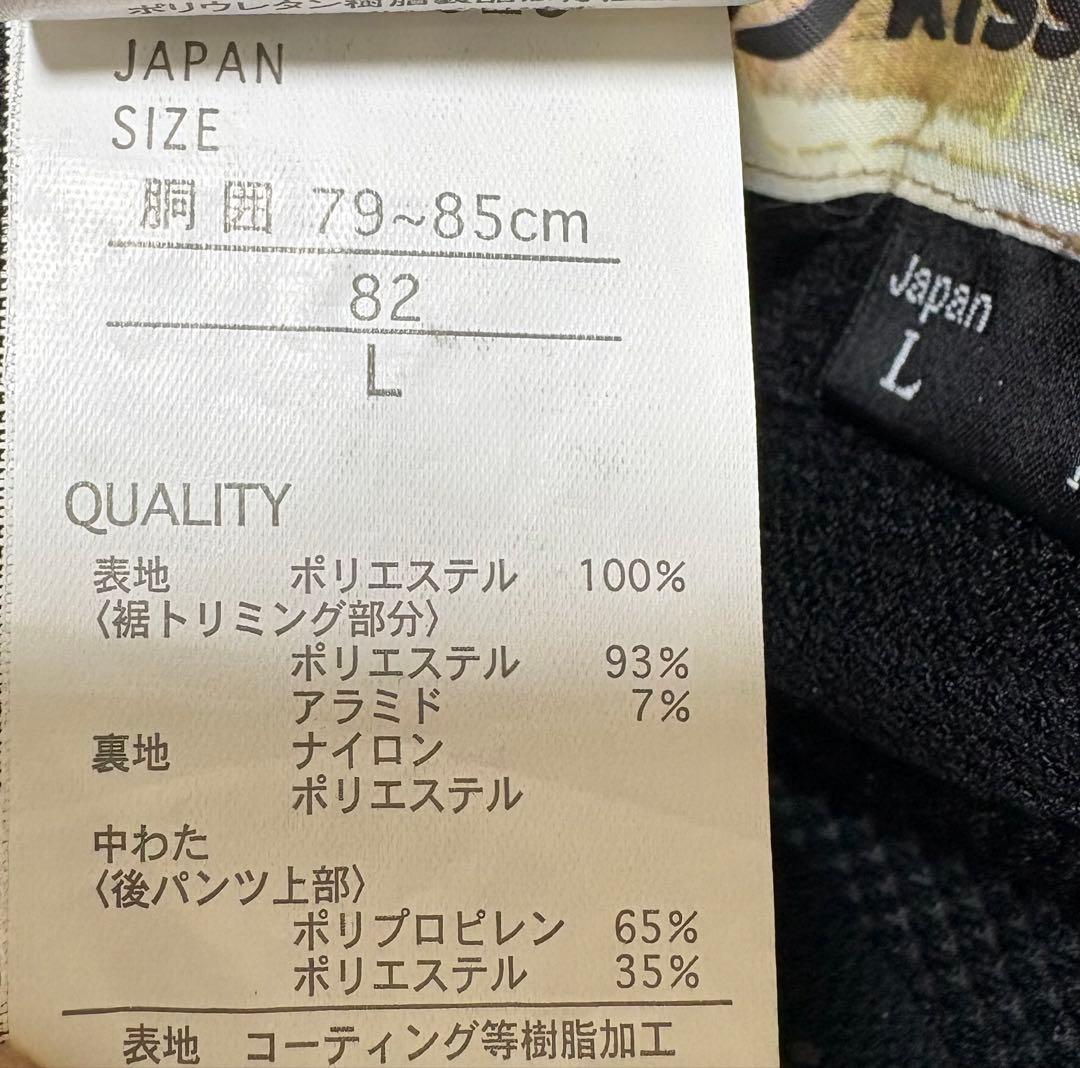 JAPAN
SIZE
胴囲 79~85cm
82
L
QUALITY
表地 ポリエステル 100%
〈裾トリミング部分〉
ポリエステル 93%
アラミド 7%
裏地 ナイロン
ポリエステル
中わた
〈後パンツ上部〉
ポリプロピレン 65%
ポリエステル 35%
表地 コーティング等樹脂加工
KISS
Japan
L